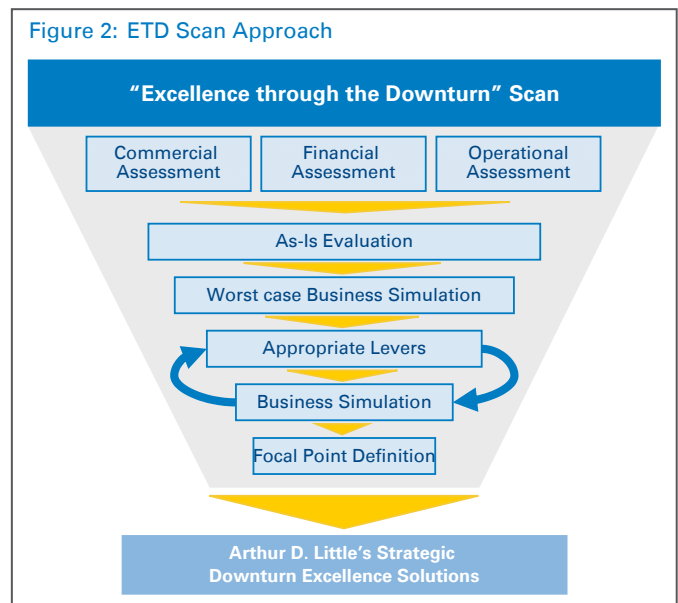 Figure 2: ETD Scan Approach
“Excellence through the Downturn” Scan
Commercial
Assessment
Financial
Assessment
Operational
Assessment
As-Is Evaluation
Worst case Business Simulation
Appropriate Levers
Business Simulation
Focal Point Definition
Arthur D. Little’s Strategic
Downturn Excellence Solutions